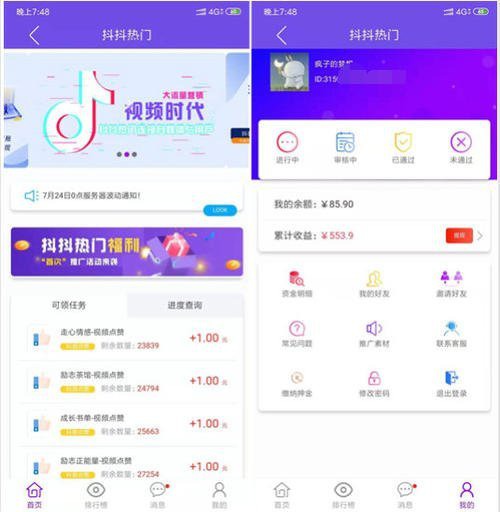 晚上7:48
4G
抖抖热门
大流量营销
视频时代
7月24日0点服务器波动通知!
LOOK
抖抖热门福利
"首次"推广活动来袭
可领任务
进度查询
走心情感-视频点赞
剩余数量:23839
+1.00元
励志茶馆-视频点赞
剩余数量:24794
+1.00元
成长书单-视频点赞
剩余数量:25663
+1.00元
励志正能量-视频点赞
剩余数量:27254
+1.00元
首页
排行榜
消息
我的
晚上7:48
4G
抖抖热门
疯子的梦想
ID:315
进行中
审核中
已通过
未通过
我的余额:¥85.90
累计收益:¥553.9
提现
资金明细
我的好友
邀请好友
常见问题
推广素材
联系客服
缴纳押金
修改密码
退出登录
首页
排行榜
消息
我的